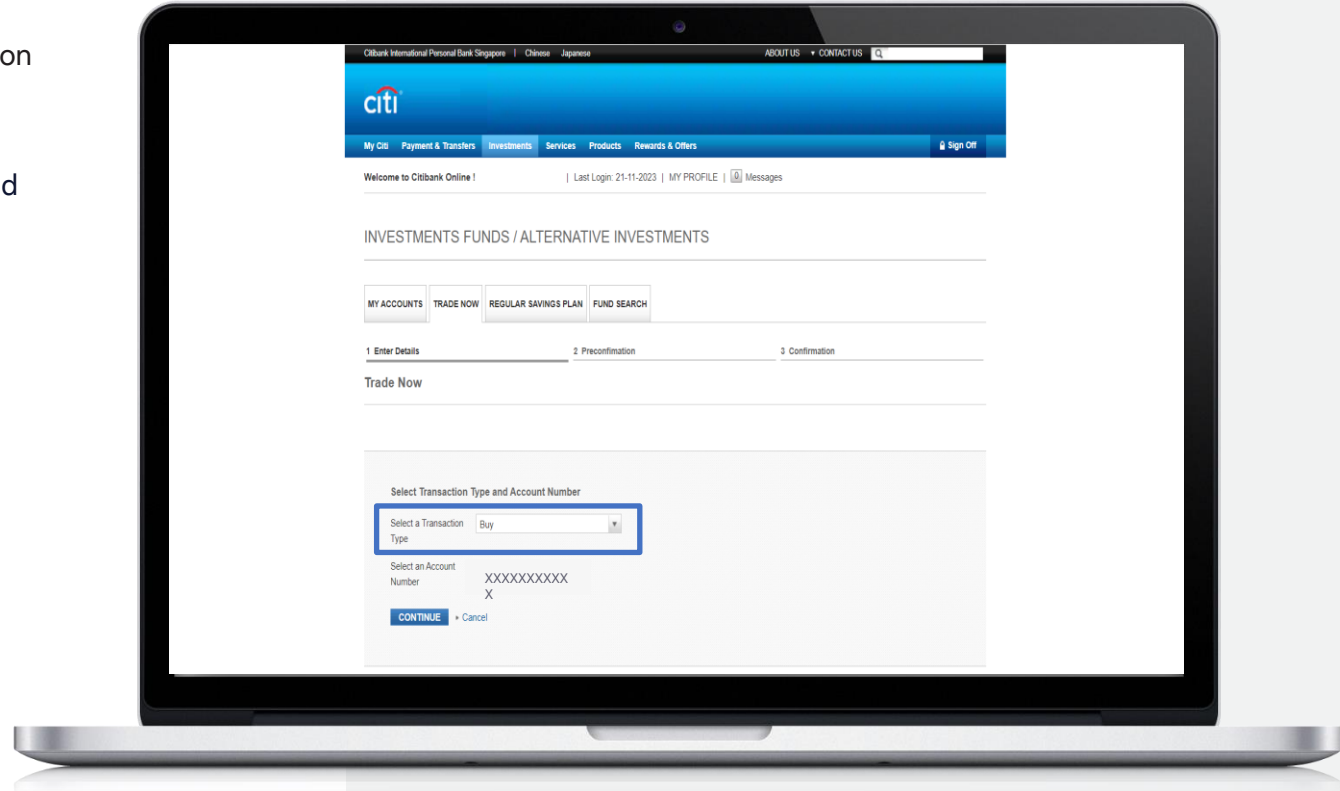 on
d
Citibank International Personal Bank Singapore | Chinese Japanese ABOUT US ▾ CONTACT US
citi
My Citi Payment & Transfers Investments Services Products Rewards & Offers Sign Off
Welcome to Citibank Online ! | Last Login: 21-11-2023 | MY PROFILE | 0 Messages
INVESTMENTS FUNDS / ALTERNATIVE INVESTMENTS
MY ACCOUNTS TRADE NOW REGULAR SAVINGS PLAN FUND SEARCH
1 Enter Details 2 Preconfimation 3 Confirmation
Trade Now
Select Transaction Type and Account Number
Select a Transaction Buy
Type
Select an Account
Number XXXXXXXXXX
X
CONTINUE » Cancel